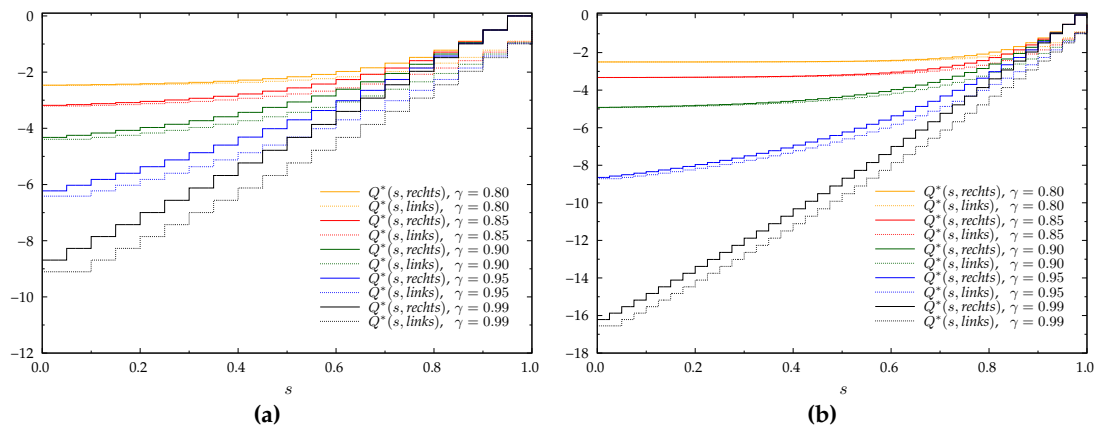 0
−2
−4
−6
−8
−10
−12
0.0 0.2 0.4 0.6 0.8 1.0
s
Q*(s, rechts), γ = 0.80
Q*(s, links), γ = 0.80
Q*(s, rechts), γ = 0.85
Q*(s, links), γ = 0.85
Q*(s, rechts), γ = 0.90
Q*(s, links), γ = 0.90
Q*(s, rechts), γ = 0.95
Q*(s, links), γ = 0.95
Q*(s, rechts), γ = 0.99
Q*(s, links), γ = 0.99
(a)
0
−2
−4
−6
−8
−10
−12
−14
−16
−18
0.0 0.2 0.4 0.6 0.8 1.0
s
Q*(s, rechts), γ = 0.80
Q*(s, links), γ = 0.80
Q*(s, rechts), γ = 0.85
Q*(s, links), γ = 0.85
Q*(s, rechts), γ = 0.90
Q*(s, links), γ = 0.90
Q*(s, rechts), γ = 0.95
Q*(s, links), γ = 0.95
Q*(s, rechts), γ = 0.99
Q*(s, links), γ = 0.99
(b)